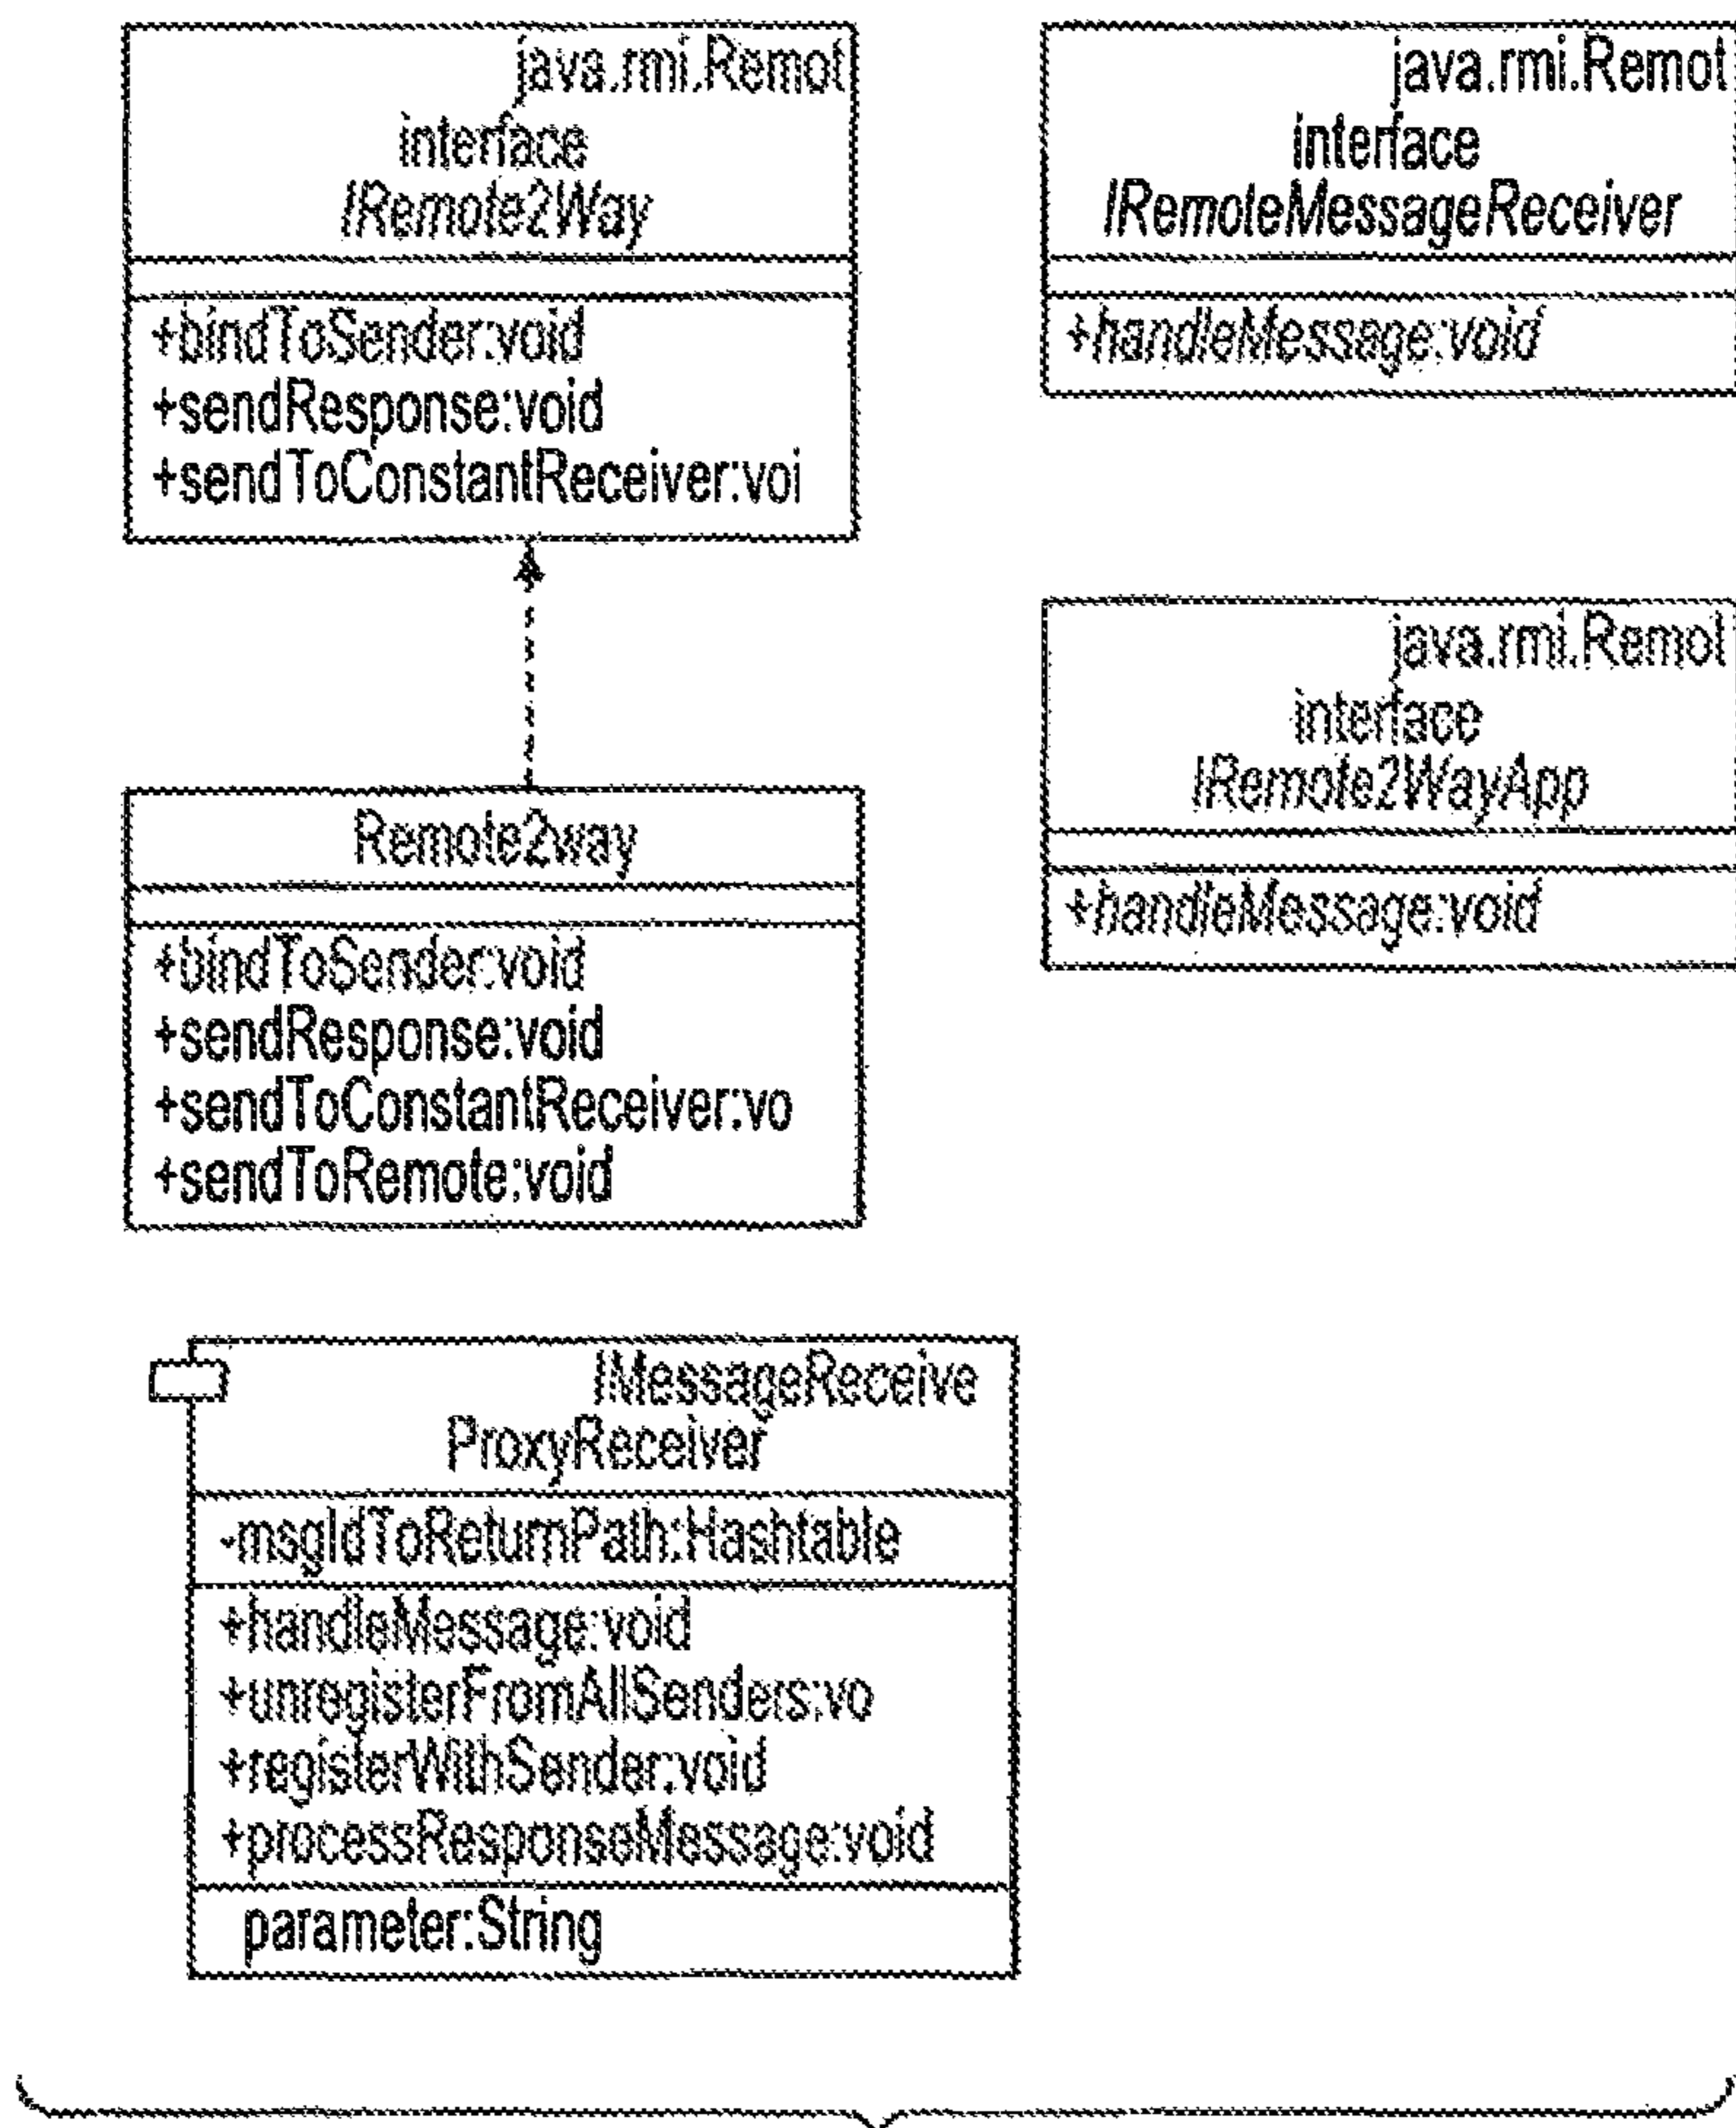 java.rmi.Remot
interface
IRemote2Way
+bindToSender:void
+sendResponse:void
+sendToConstantReceiver:voi
java.rmi.Remot
interface
IRemoteMessageReceiver
+handleMessage:void
java.rmi.Remot
interface
IRemote2WayApp
+handleMessage:void
Remote2way
+bindToSender:void
+sendResponse:void
+sendToConstantReceiver:vo
+sendToRemote:void
IMessageReceive
ProxyReceiver
-msgIdToReturnPath:Hashtable
+handleMessage:void
+unregisterFromAllSenders:vo
+registerWithSender:void
+processResponseMessage:void
parameter:String